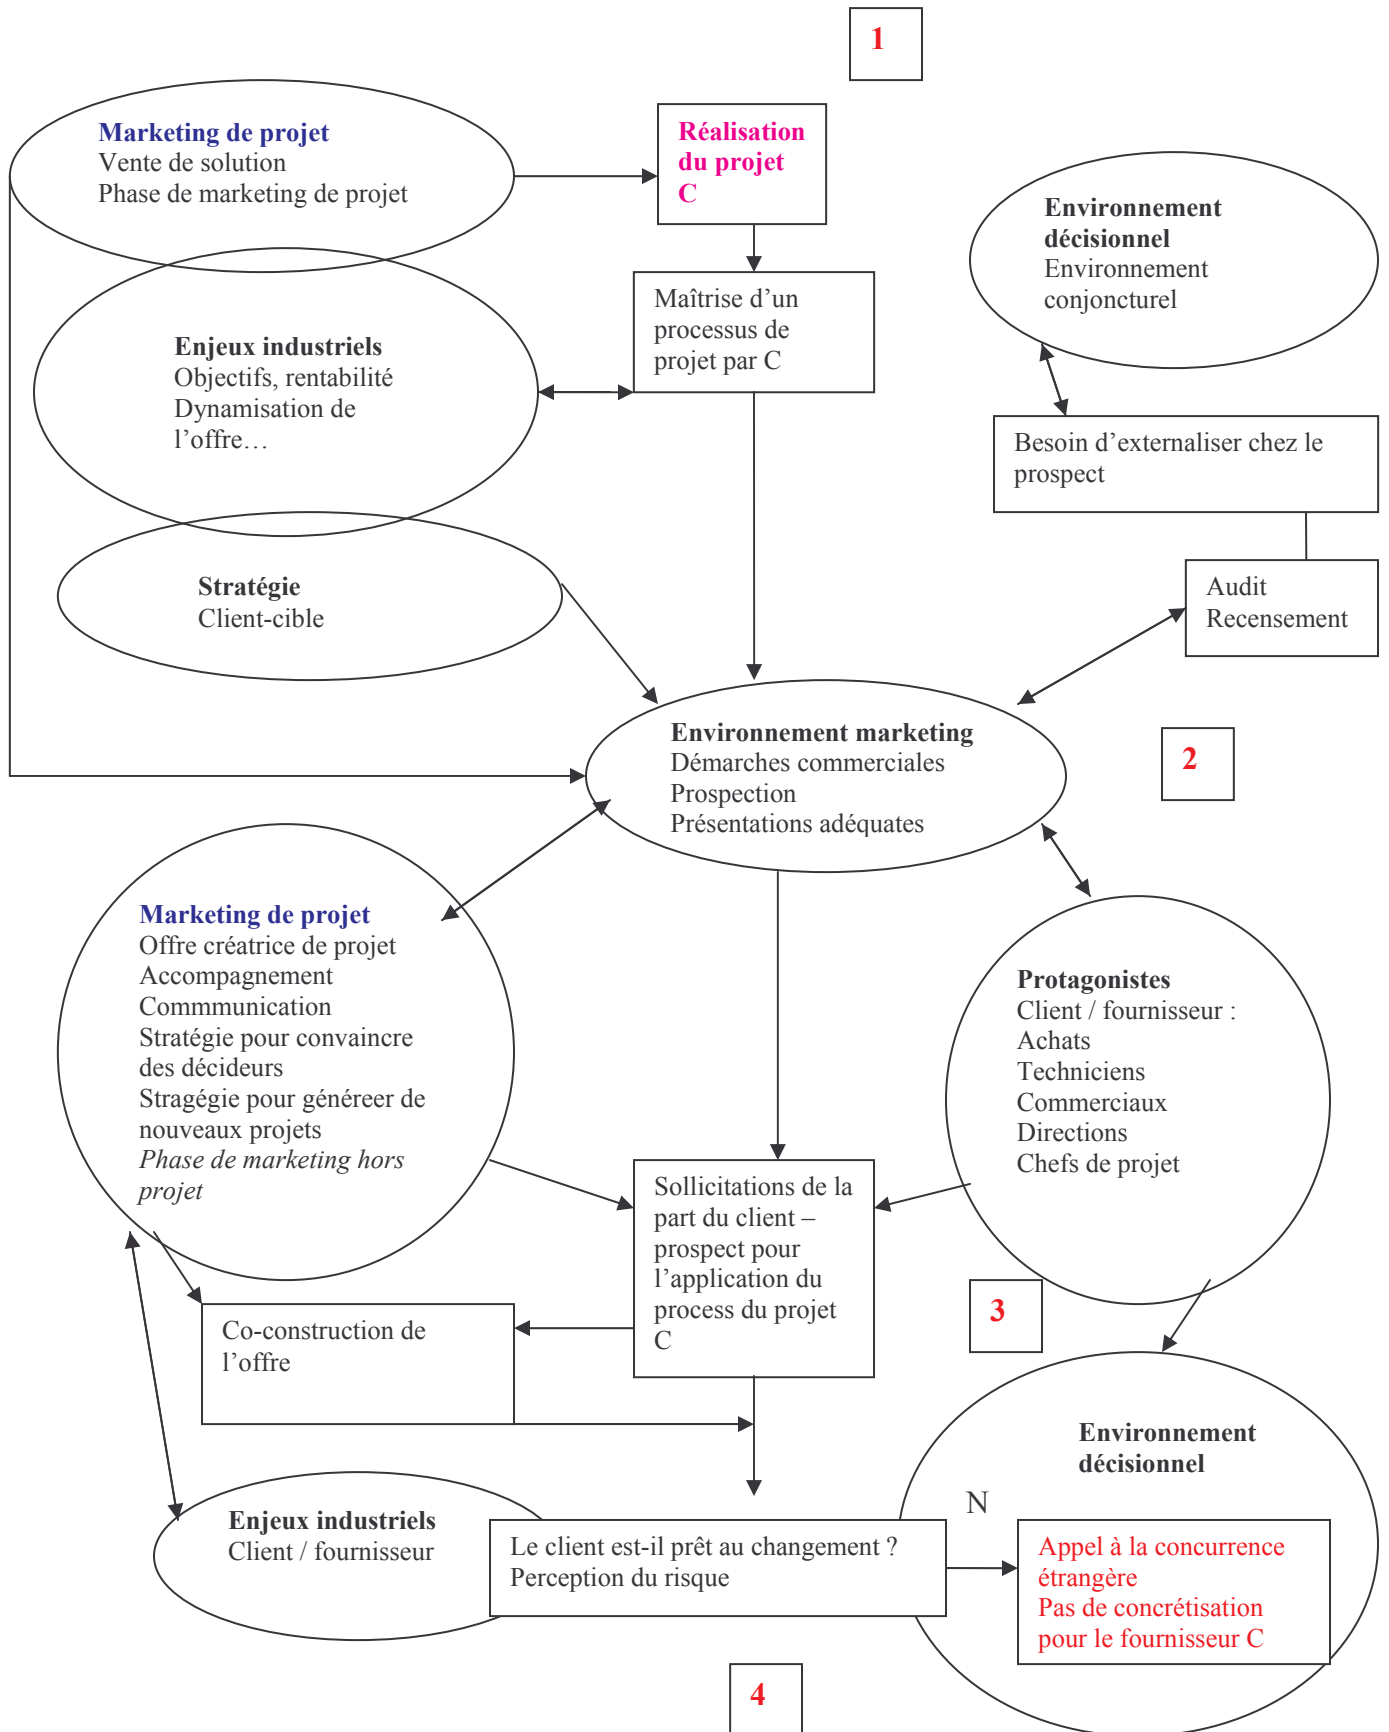 1
Marketing de projet
Vente de solution
Phase de marketing de projet
Réalisation
du projet
C
Environnement
décisionnel
Environnement
conjoncturel
Maîtrise d’un
processus de
projet par C
Enjeux industriels
Objectifs, rentabilité
Dynamisation de
l’offre…
Besoin d’externaliser chez le
prospect
Stratégie
Client-cible
Audit
Recensement
Environnement marketing
Démarches commerciales
Prospection
Présentations adéquates
2
Marketing de projet
Offre créatrice de projet
Accompagnement
Commmunication
Stratégie pour convaincre
des décideurs
Stragégie pour généreer de
nouveaux projets
Phase de marketing hors
projet
Protagonistes
Client / fournisseur :
Achats
Techniciens
Commerciaux
Directions
Chefs de projet
Sollicitations de la
part du client –
prospect pour
l’application du
process du projet
C
3
Co-construction de
l’offre
Environnement
décisionnel
N
Enjeux industriels
Client / fournisseur
Le client est-il prêt au changement ?
Perception du risque
Appel à la concurrence
étrangère
Pas de concrétisation
pour le fournisseur C
4